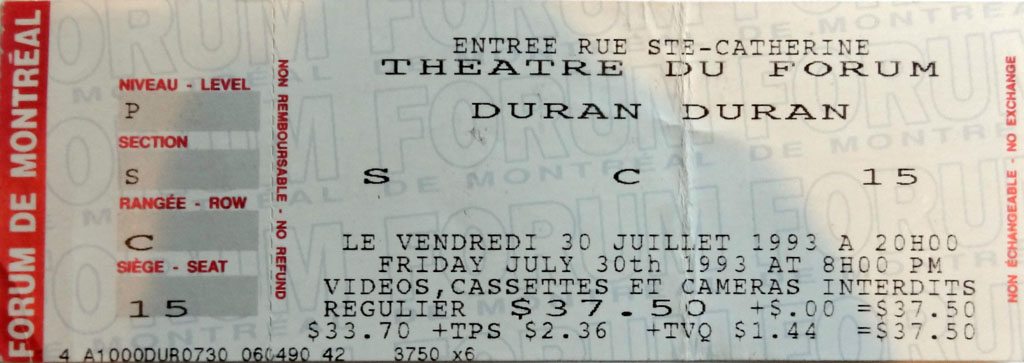 FORUM DE MONTRÉAL
NIVEAU - LEVEL
P
SECTION
S
RANGÉE - ROW
C
SIÈGE - SEAT
15
NON REMBOURSABLE - NO REFUND
ENTREE RUE STE-CATHERINE
THEATRE DU FORUM
DURAN DURAN
S C 15
LE VENDREDI 30 JUILLET 1993 A 20H00
FRIDAY JULY 30th 1993 AT 8H00 PM
VIDEOS,CASSETTES ET CAMERAS INTERDITS
REGULIER $37.50 +$.00 =$37.50
$33.70 +TPS $2.36 +TVQ $1.44 =$37.50
4 A1000DUR0730 060490 42 3750 x6
NON ÉCHANGEABLE - NO EXCHANGE